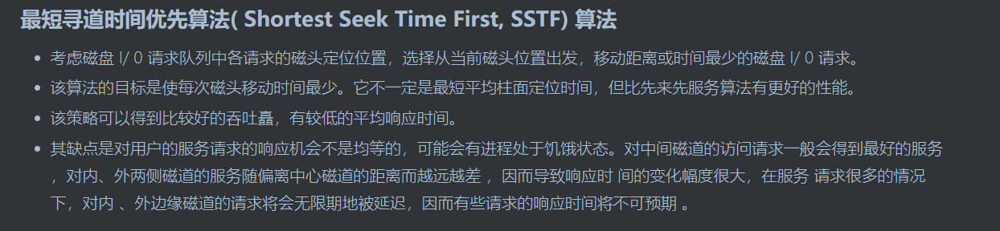 最短寻道时间优先算法( Shortest Seek Time First, SSTF) 算法
考虑磁盘 I/ 0 请求队列中各请求的磁头定位位置，选择从当前磁头位置出发，移动距离或时间最少的磁盘 I/ 0 请求。
该算法的目标是使每次磁头移动时间最少。它不一定是最短平均柱面定位时间，但比先来先服务算法有更好的性能。
该策略可以得到比较好的吞吐矗，有较低的平均响应时间。
其缺点是对用户的服务请求的响应机会不是均等的，可能会有进程处于饥饿状态。对中间磁道的访问请求一般会得到最好的服务
，对内、外两侧磁道的服务随偏离中心磁道的距离而越远越差 ，因而导致响应时 间的变化幅度很大，在服务 请求很多的情况
下，对内 、外边缘磁道的请求将会无限期地被延迟，因而有些请求的响应时间将不可预期 。